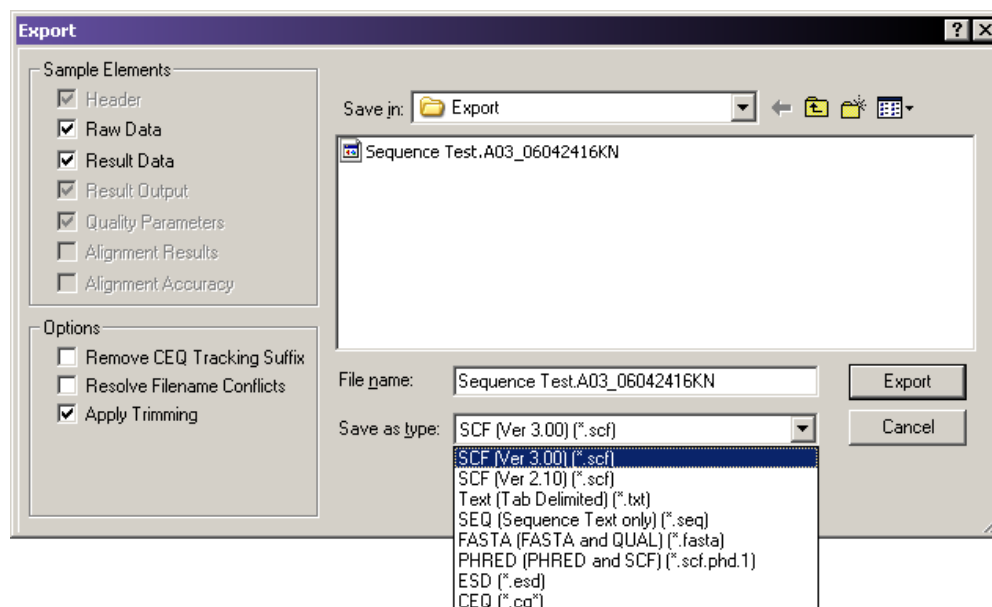 Export
Sample Elements
Header
Raw Data
Result Data
Result Output
Quality Parameters
Alignment Results
Alignment Accuracy
Options
Remove CEQ Tracking Suffix
Resolve Filename Conflicts
Apply Trimming
Save in: Export
Sequence Test.A03_06042416KN
File name: Sequence Test.A03_06042416KN
Export
Save as type: SCF (Ver 3.00) (*.scf)
Cancel
SCF (Ver 3.00) (*.scf)
SCF (Ver 2.10) (*.scf)
Text (Tab Delimited) (*.txt)
SEQ (Sequence Text only) (*.seq)
FASTA (FASTA and QUAL) (*.fasta)
PHRED (PHRED and SCF) (*.scf.phd.1)
ESD (*.esd)
CEQ (*.cq*)